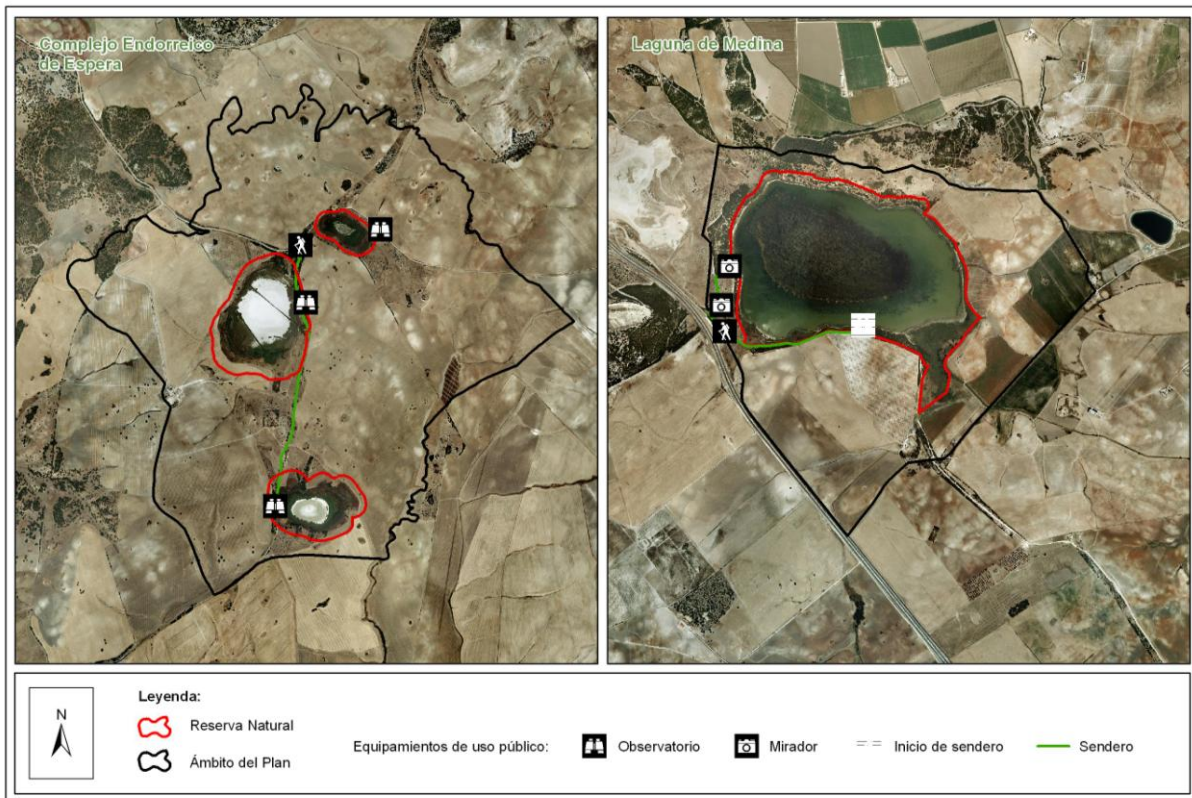 Complejo Endorreico
de Espera
Laguna de Medina
N
Leyenda:
Reserva Natural
Ámbito del Plan
Equipamientos de uso público:
Observatorio
Mirador
Inicio de sendero
Sendero